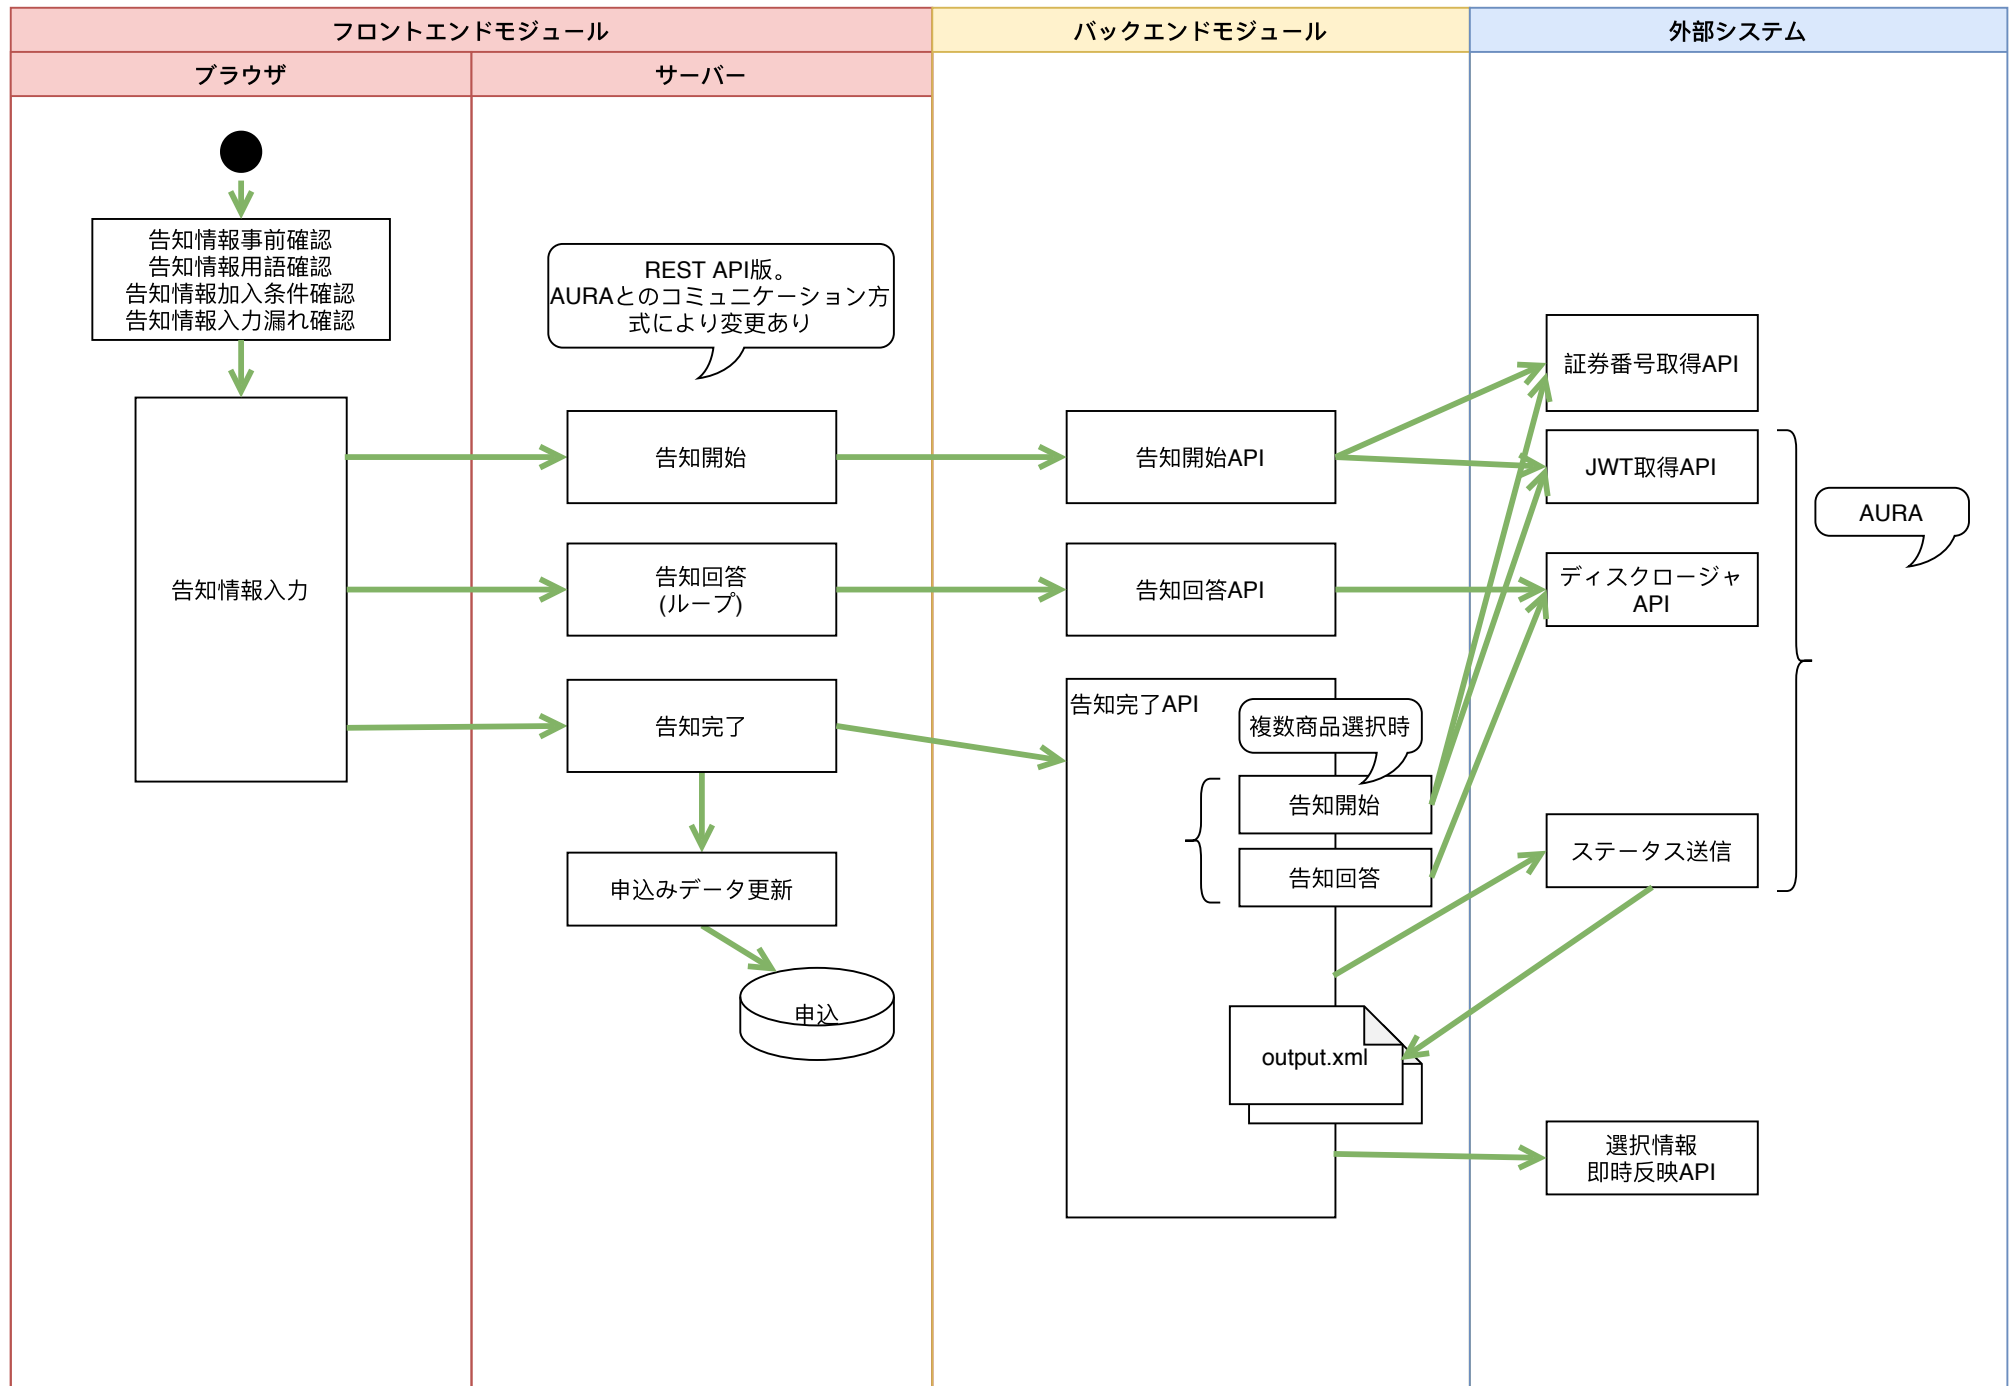 フロントエンドモジュール
バックエンドモジュール
外部システム
ブラウザ
サーバー
告知情報事前確認
告知情報用語確認
告知情報加入条件確認
告知情報入力漏れ確認
REST API版。
AURAとのコミュニケーション方
式により変更あり
証券番号取得API
告知開始
告知開始API
JWT取得API
AURA
告知情報入力
告知回答
(ループ)
告知回答API
ディスクロージャ
API
告知完了
告知完了API
複数商品選択時
告知開始
告知回答
ステータス送信
申込みデータ更新
申込
output.xml
選択情報
即時反映API